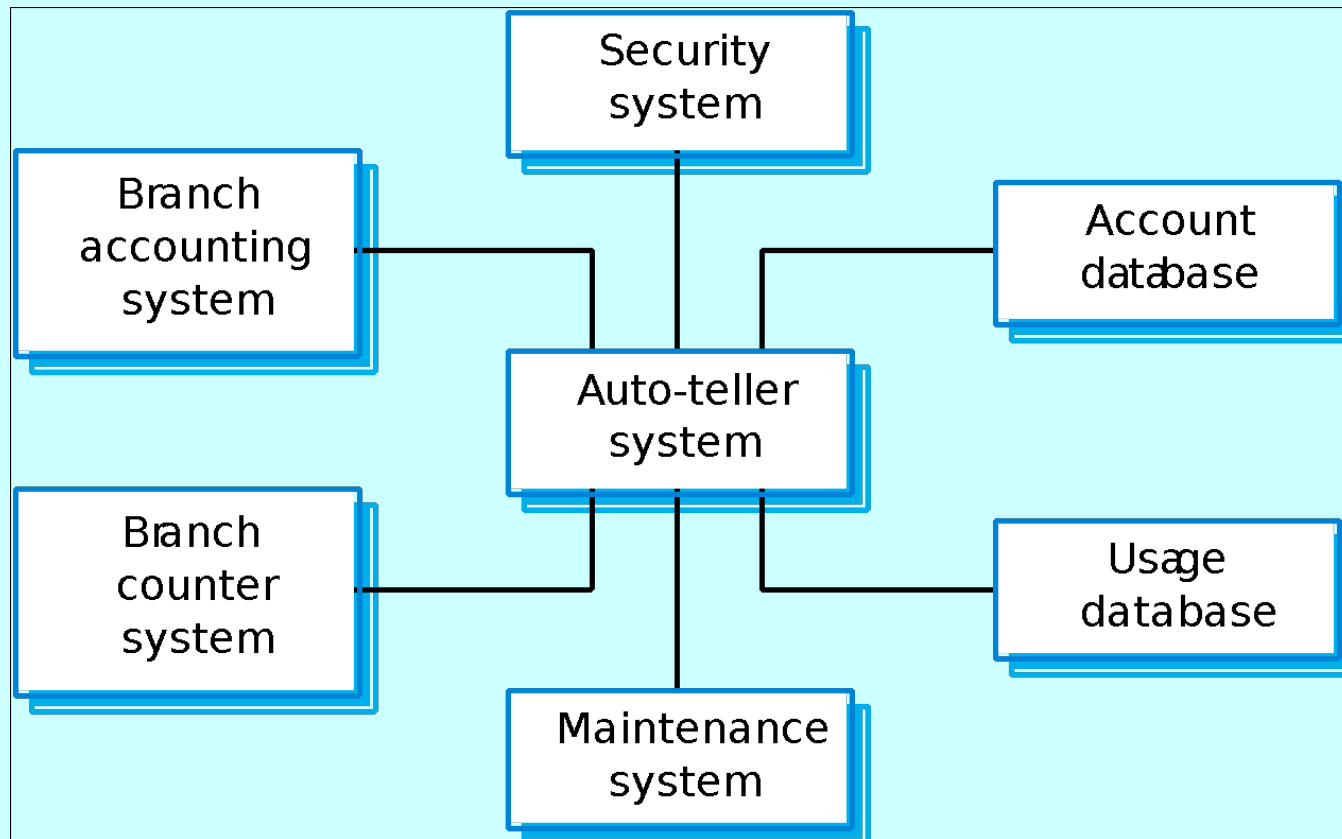 Security
system
Branch
accounting
system
Account
database
Auto-teller
system
Branch
counter
system
Usage
database
Maintenance
system